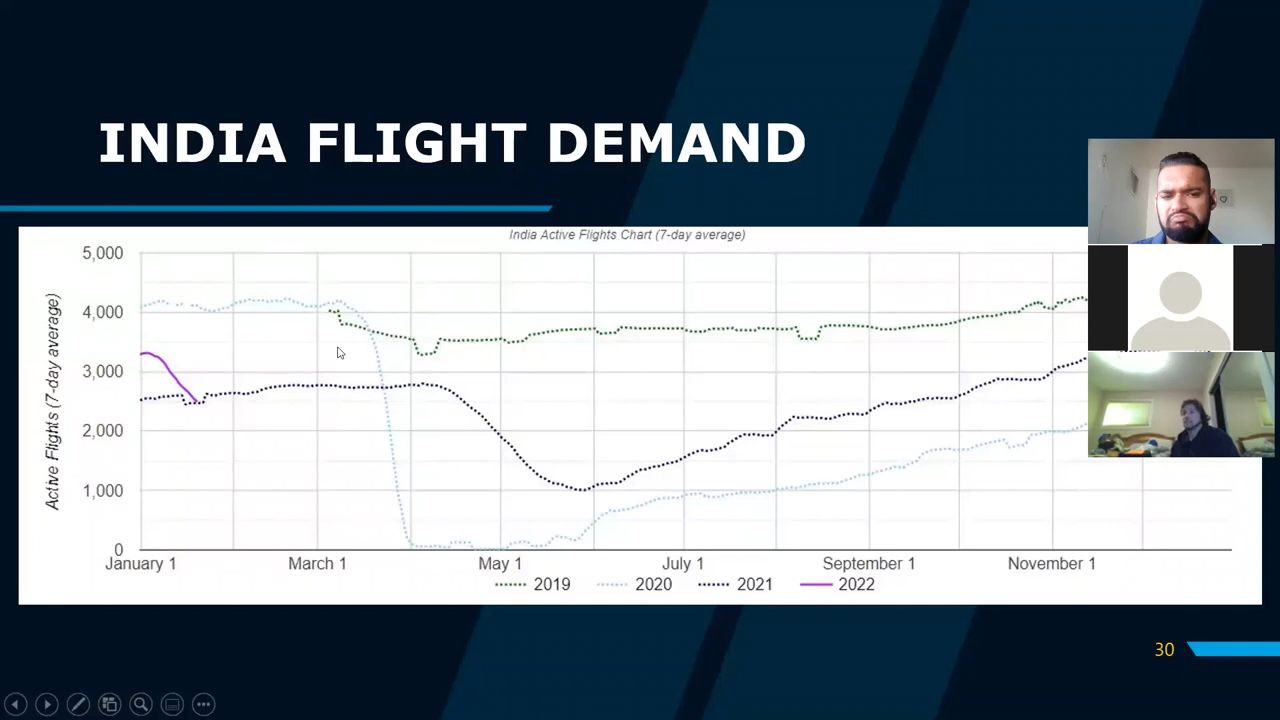 INDIA FLIGHT DEMAND
India Active Flights Chart (7-day average)
Active Flights (7-day average)
5,000
4,000
3,000
2,000
1,000
0
January 1
March 1
May 1
July 1
September 1
November 1
2019
2020
2021
2022
30